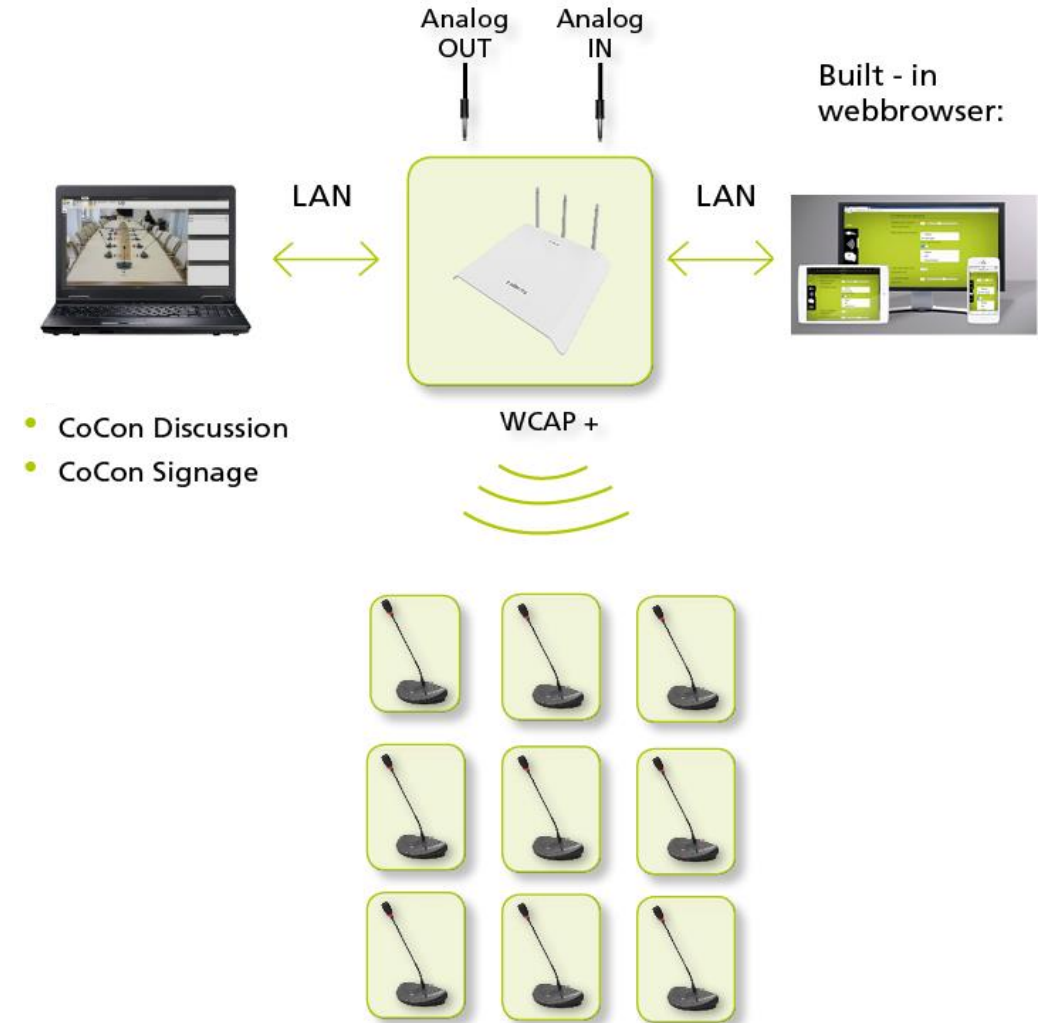 Analog
OUT
Analog
IN
Built - in
webbrowser:
LAN
LAN
WCAP +
• CoCon Discussion
• CoCon Signage